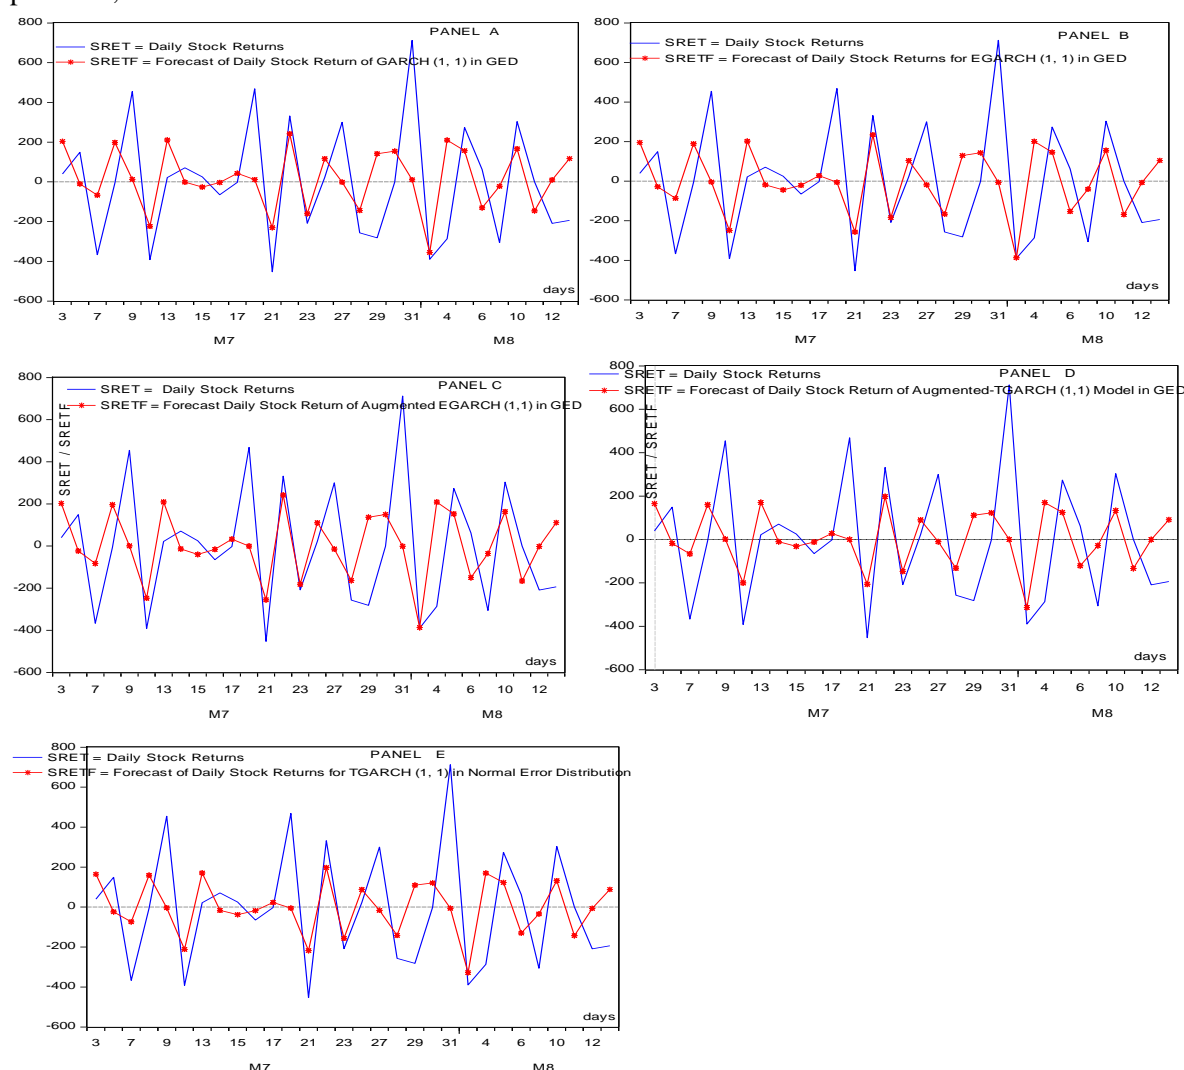 PANEL A
SRET = Daily Stock Returns
SRETF = Forecast of Daily Stock Return of GARCH (1, 1) in GED
800
600
400
200
0
-200
-400
-600
days
3 7 9 13 15 17 21 23 27 29 31 4 6 10 12
M7 M8
PANEL B
SRET = Daily Stock Returns
SRETF = Forecast of Daily Stock Returns for EGARCH (1, 1) in GED
800
600
400
200
0
-200
-400
-600
days
3 7 9 13 15 17 21 23 27 29 31 4 6 10 12
M7 M8
PANEL C
SRET = Daily Stock Returns
SRETF = Forecast Daily Stock Return of Augmented EGARCH (1,1) in GED
SRET / SRETF
800
600
400
200
0
-200
-400
-600
days
3 7 9 13 15 17 21 23 27 29 31 4 6 10 12
M7 M8
PANEL D
SRET = Daily Stock Returns
SRETF = Forecast of Daily Stock Return of Augmented-TGARCH (1,1) Model in GED
SRET / SRETF
800
600
400
200
0
-200
-400
-600
days
3 7 9 13 15 17 21 23 27 29 31 4 6 10 12
M7 M8
PANEL E
SRET = Daily Stock Returns
SRETF = Forecast of Daily Stock Returns for TGARCH (1, 1) in Normal Error Distribution
800
600
400
200
0
-200
-400
-600
days
3 7 9 13 15 17 21 23 27 29 31 4 6 10 12
M7 M8